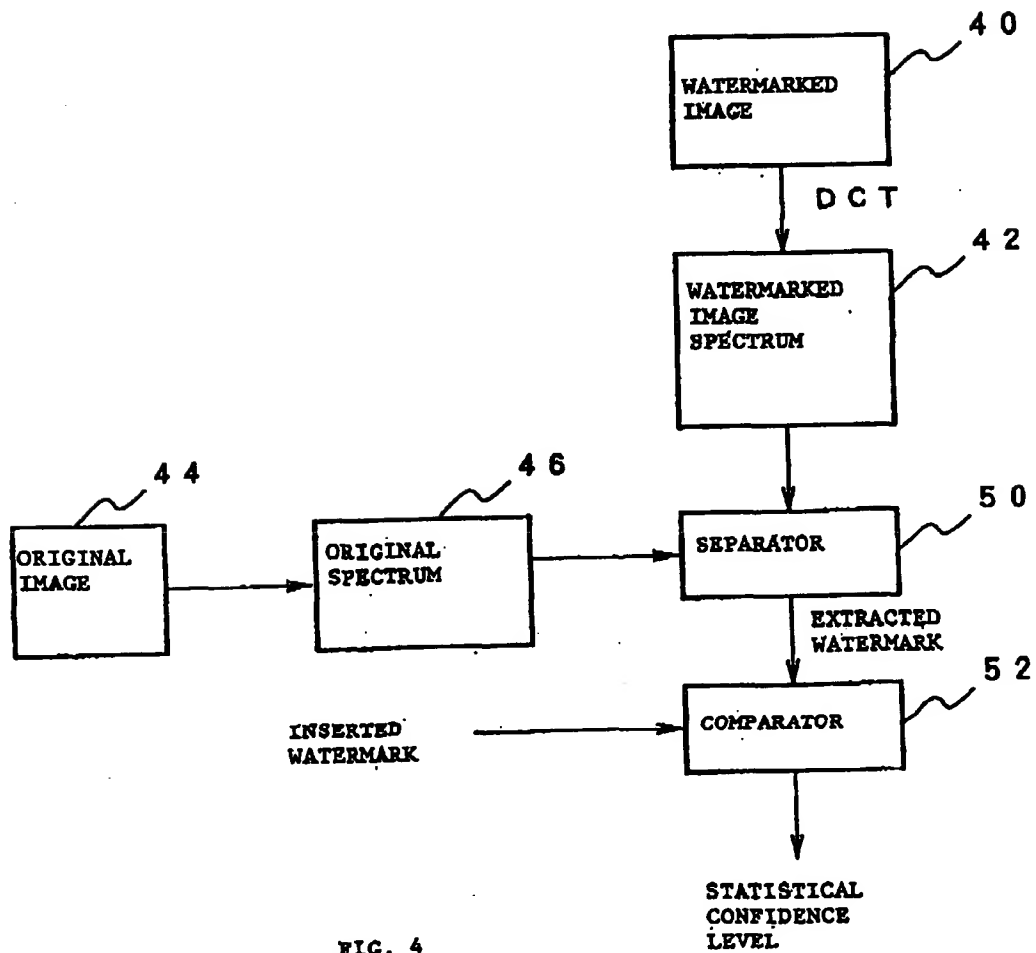 40
WATERMARKED
IMAGE
DCT
42
WATERMARKED
IMAGE
SPECTRUM
44
ORIGINAL
IMAGE
46
ORIGINAL
SPECTRUM
50
SEPARATOR
EXTRACTED
WATERMARK
52
INSERTED
WATERMARK
COMPARATOR
STATISTICAL
CONFIDENCE
LEVEL
FIG. 4